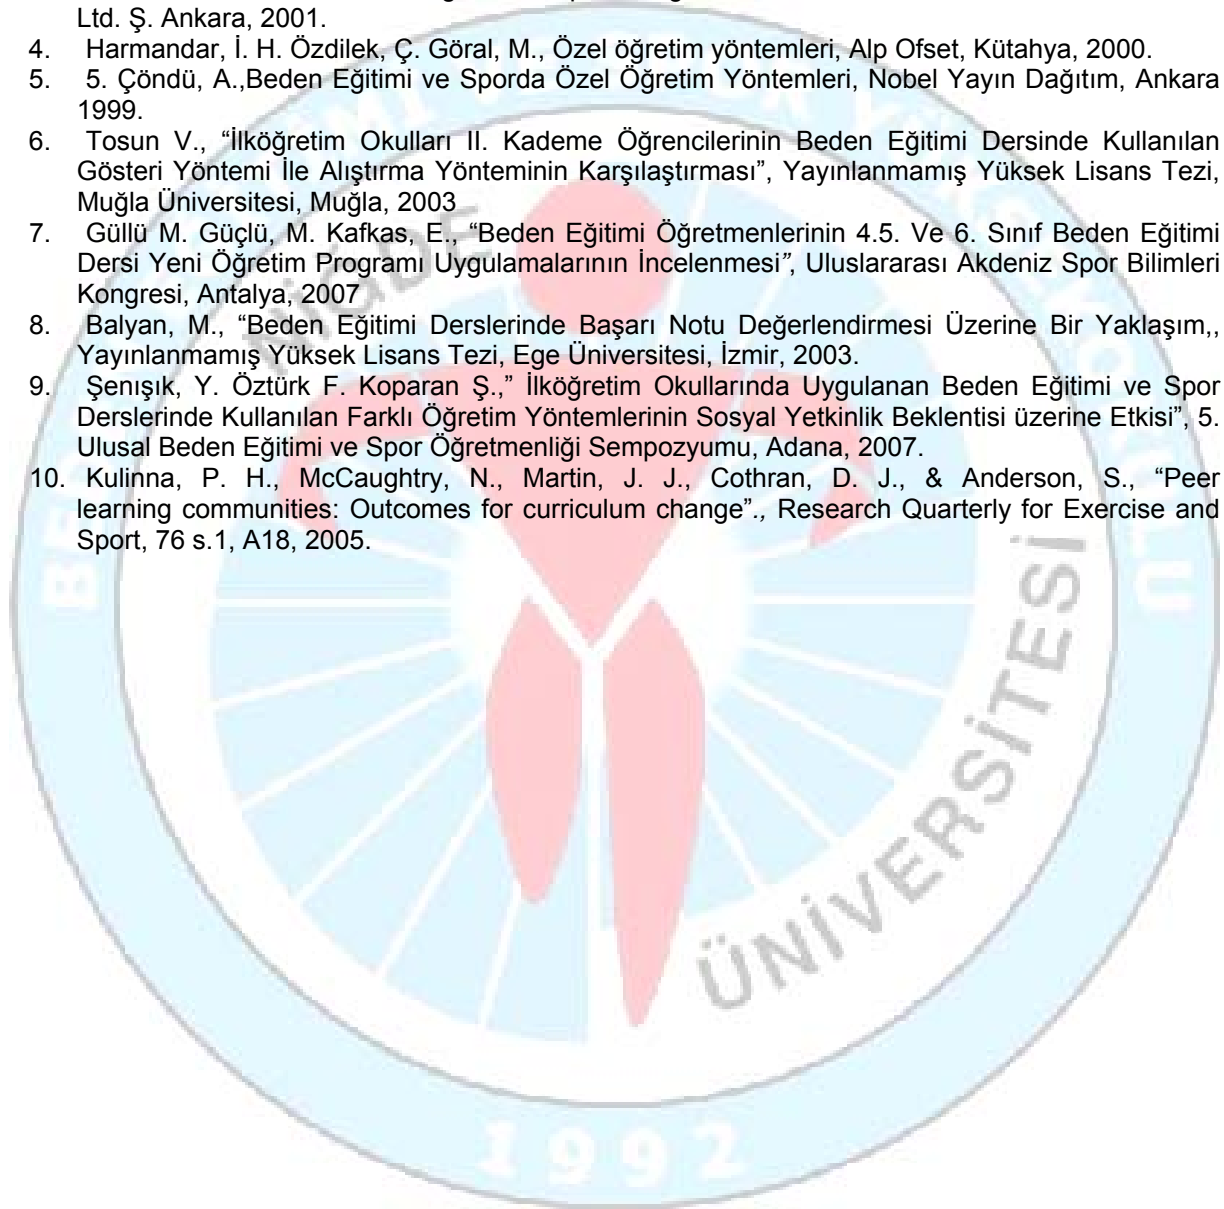 Ltd. Ş. Ankara, 2001.
4. Harmandar, İ. H. Özdilek, Ç. Göral, M., Özel öğretim yöntemleri, Alp Ofset, Kütahya, 2000.
5. 5. Çöndü, A.,Beden Eğitimi ve Sporda Özel Öğretim Yöntemleri, Nobel Yayın Dağıtım, Ankara
1999.
6. Tosun V., “İlköğretim Okulları II. Kademe Öğrencilerinin Beden Eğitimi Dersinde Kullanılan
Gösteri Yöntemi İle Alıştırma Yönteminin Karşılaştırması”, Yayınlanmamış Yüksek Lisans Tezi,
Muğla Üniversitesi, Muğla, 2003
7. Güllü M. Güçlü, M. Kafkas, E., “Beden Eğitimi Öğretmenlerinin 4.5. Ve 6. Sınıf Beden Eğitimi
Dersi Yeni Öğretim Programı Uygulamalarının İncelenmesi”, Uluslararası Akdeniz Spor Bilimleri
Kongresi, Antalya, 2007
8. Balyan, M., “Beden Eğitimi Derslerinde Başarı Notu Değerlendirmesi Üzerine Bir Yaklaşım,,
Yayınlanmamış Yüksek Lisans Tezi, Ege Üniversitesi, İzmir, 2003.
9. Şenışık, Y. Öztürk F. Koparan Ş.,” İlköğretim Okullarında Uygulanan Beden Eğitimi ve Spor
Derslerinde Kullanılan Farklı Öğretim Yöntemlerinin Sosyal Yetkinlik Beklentisi üzerine Etkisi”, 5.
Ulusal Beden Eğitimi ve Spor Öğretmenliği Sempozyumu, Adana, 2007.
10. Kulinna, P. H., McCaughtry, N., Martin, J. J., Cothran, D. J., & Anderson, S., “Peer
learning communities: Outcomes for curriculum change”., Research Quarterly for Exercise and
Sport, 76 s.1, A18, 2005.
NİĞDE
ÜNİVERSİTESİ
1992